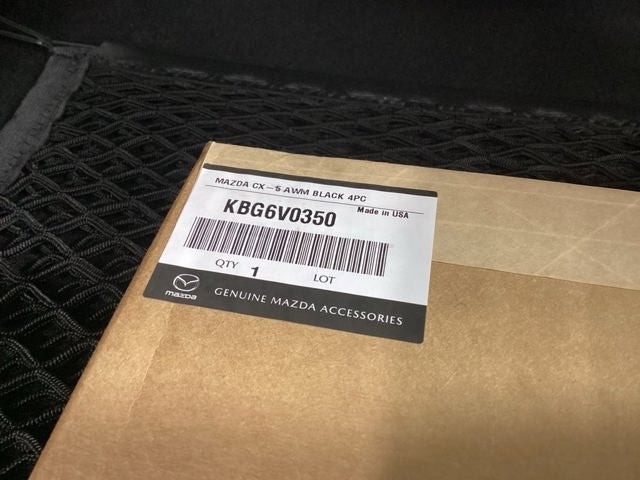 MAZDA CX-5 AWM BLACK 4PC
Made in USA
KBG6V0350
QTY 1 LOT
mazda GENUINE MAZDA ACCESSORIES